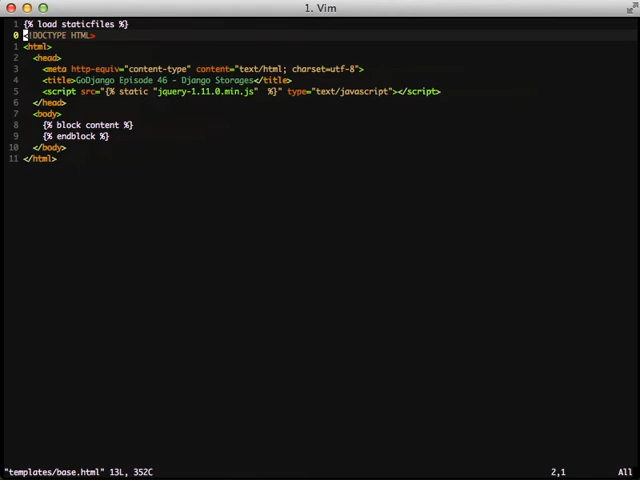 1. Vim
1 {% load staticfiles %}
0 <!DOCTYPE HTML>
1 <html>
2 <head>
3 <meta http-equiv="content-type" content="text/html; charset=utf-8">
4 <title>GoDjango Episode 46 - Django Storages</title>
5 <script src="{% static "jquery-1.11.0.min.js" %}" type="text/javascript"></script>
6 </head>
7 <body>
8 {% block content %}
9 {% endblock %}
10 </body>
11 </html>
"templates/base.html" 13L, 352C 2,1 All